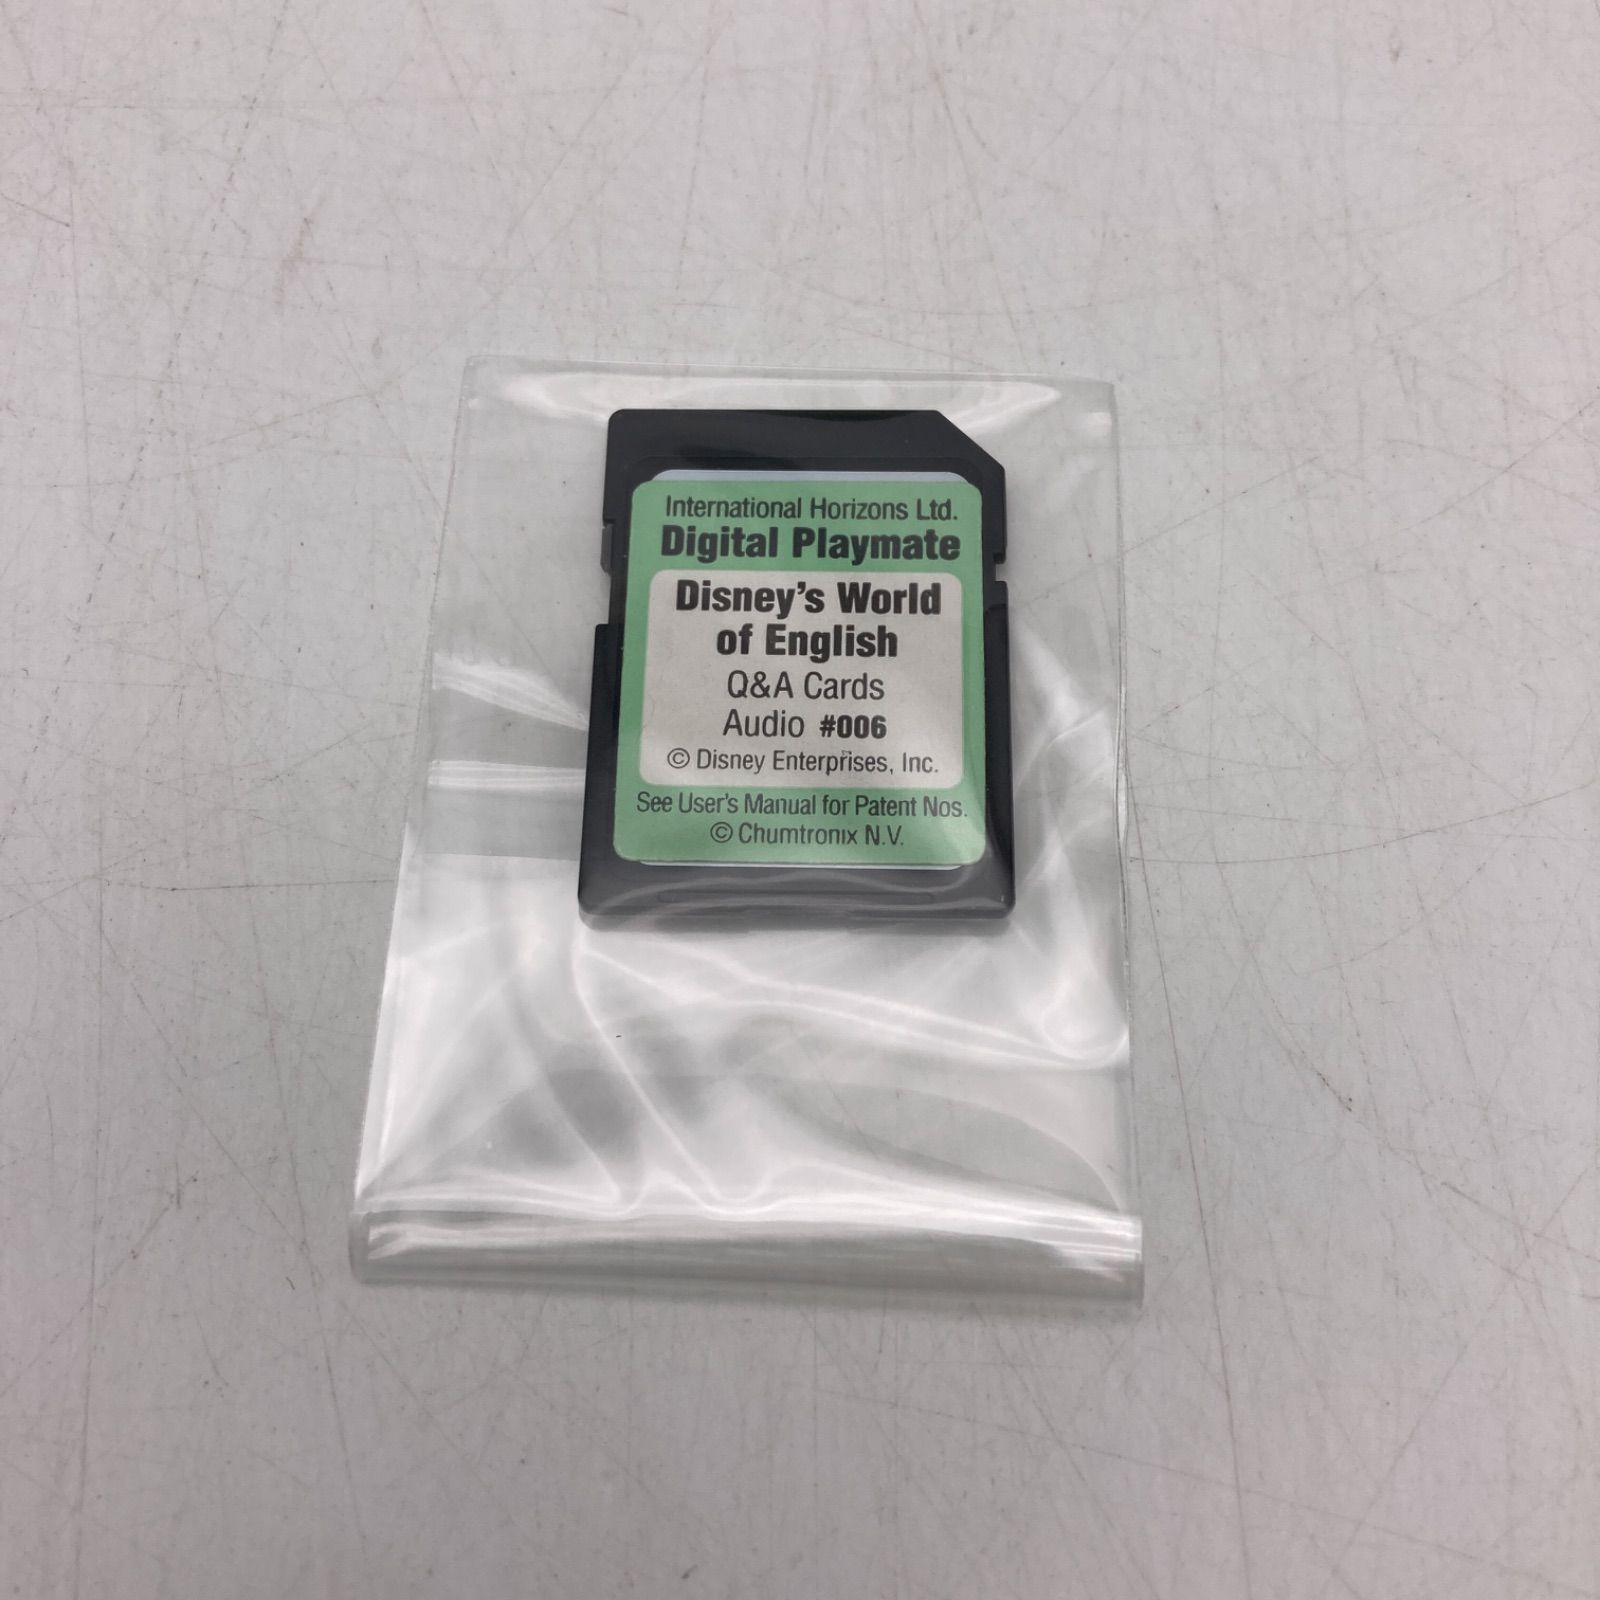 International Horizons Ltd.
Digital Playmate
Disney's World
of English
Q&A Cards
Audio #006
© Disney Enterprises, Inc.
See User's Manual for Patent Nos.
© Chumtronix N.V.